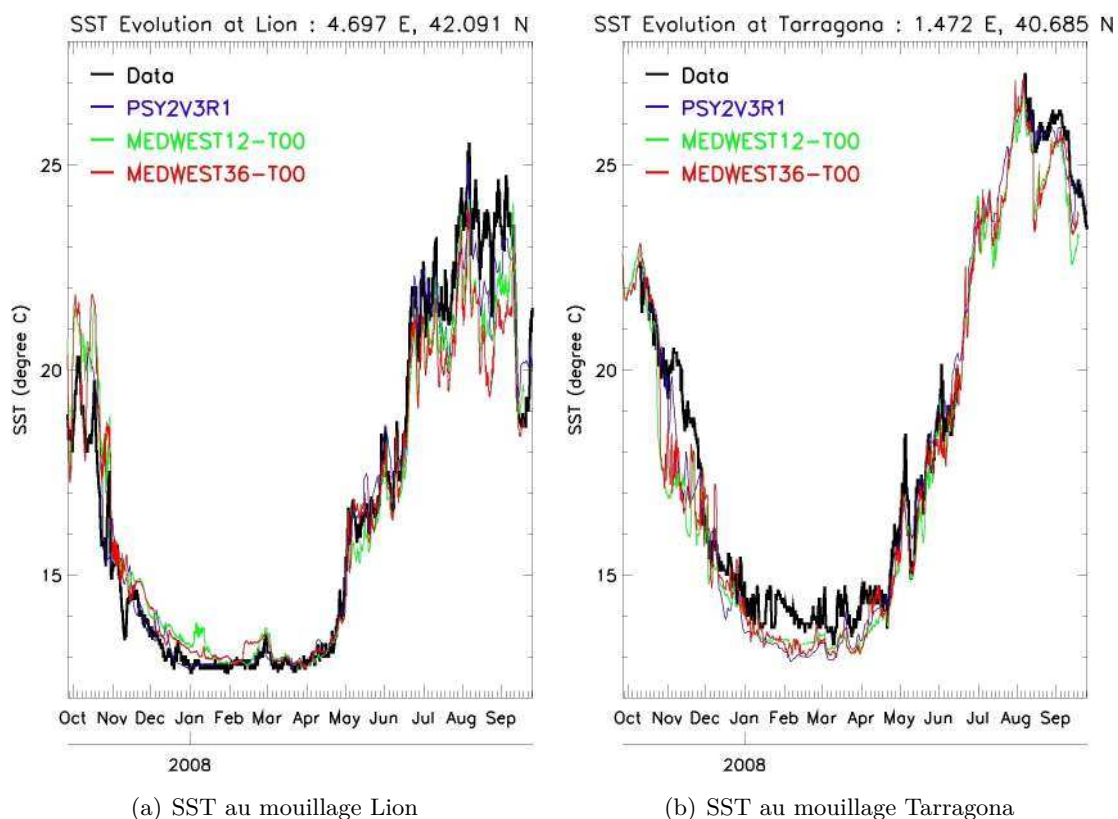 SST Evolution at Lion : 4.697 E, 42.091 N
Data
PSY2V3R1
MEDWEST12-T00
MEDWEST36-T00
25
20
15
SST (degree C)
Oct Nov Dec Jan Feb Mar Apr May Jun Jul Aug Sep
2008
(a) SST au mouillage Lion
SST Evolution at Tarragona : 1.472 E, 40.685 N
Data
PSY2V3R1
MEDWEST12-T00
MEDWEST36-T00
25
20
15
SST (degree C)
Oct Nov Dec Jan Feb Mar Apr May Jun Jul Aug Sep
2008
(b) SST au mouillage Tarragona